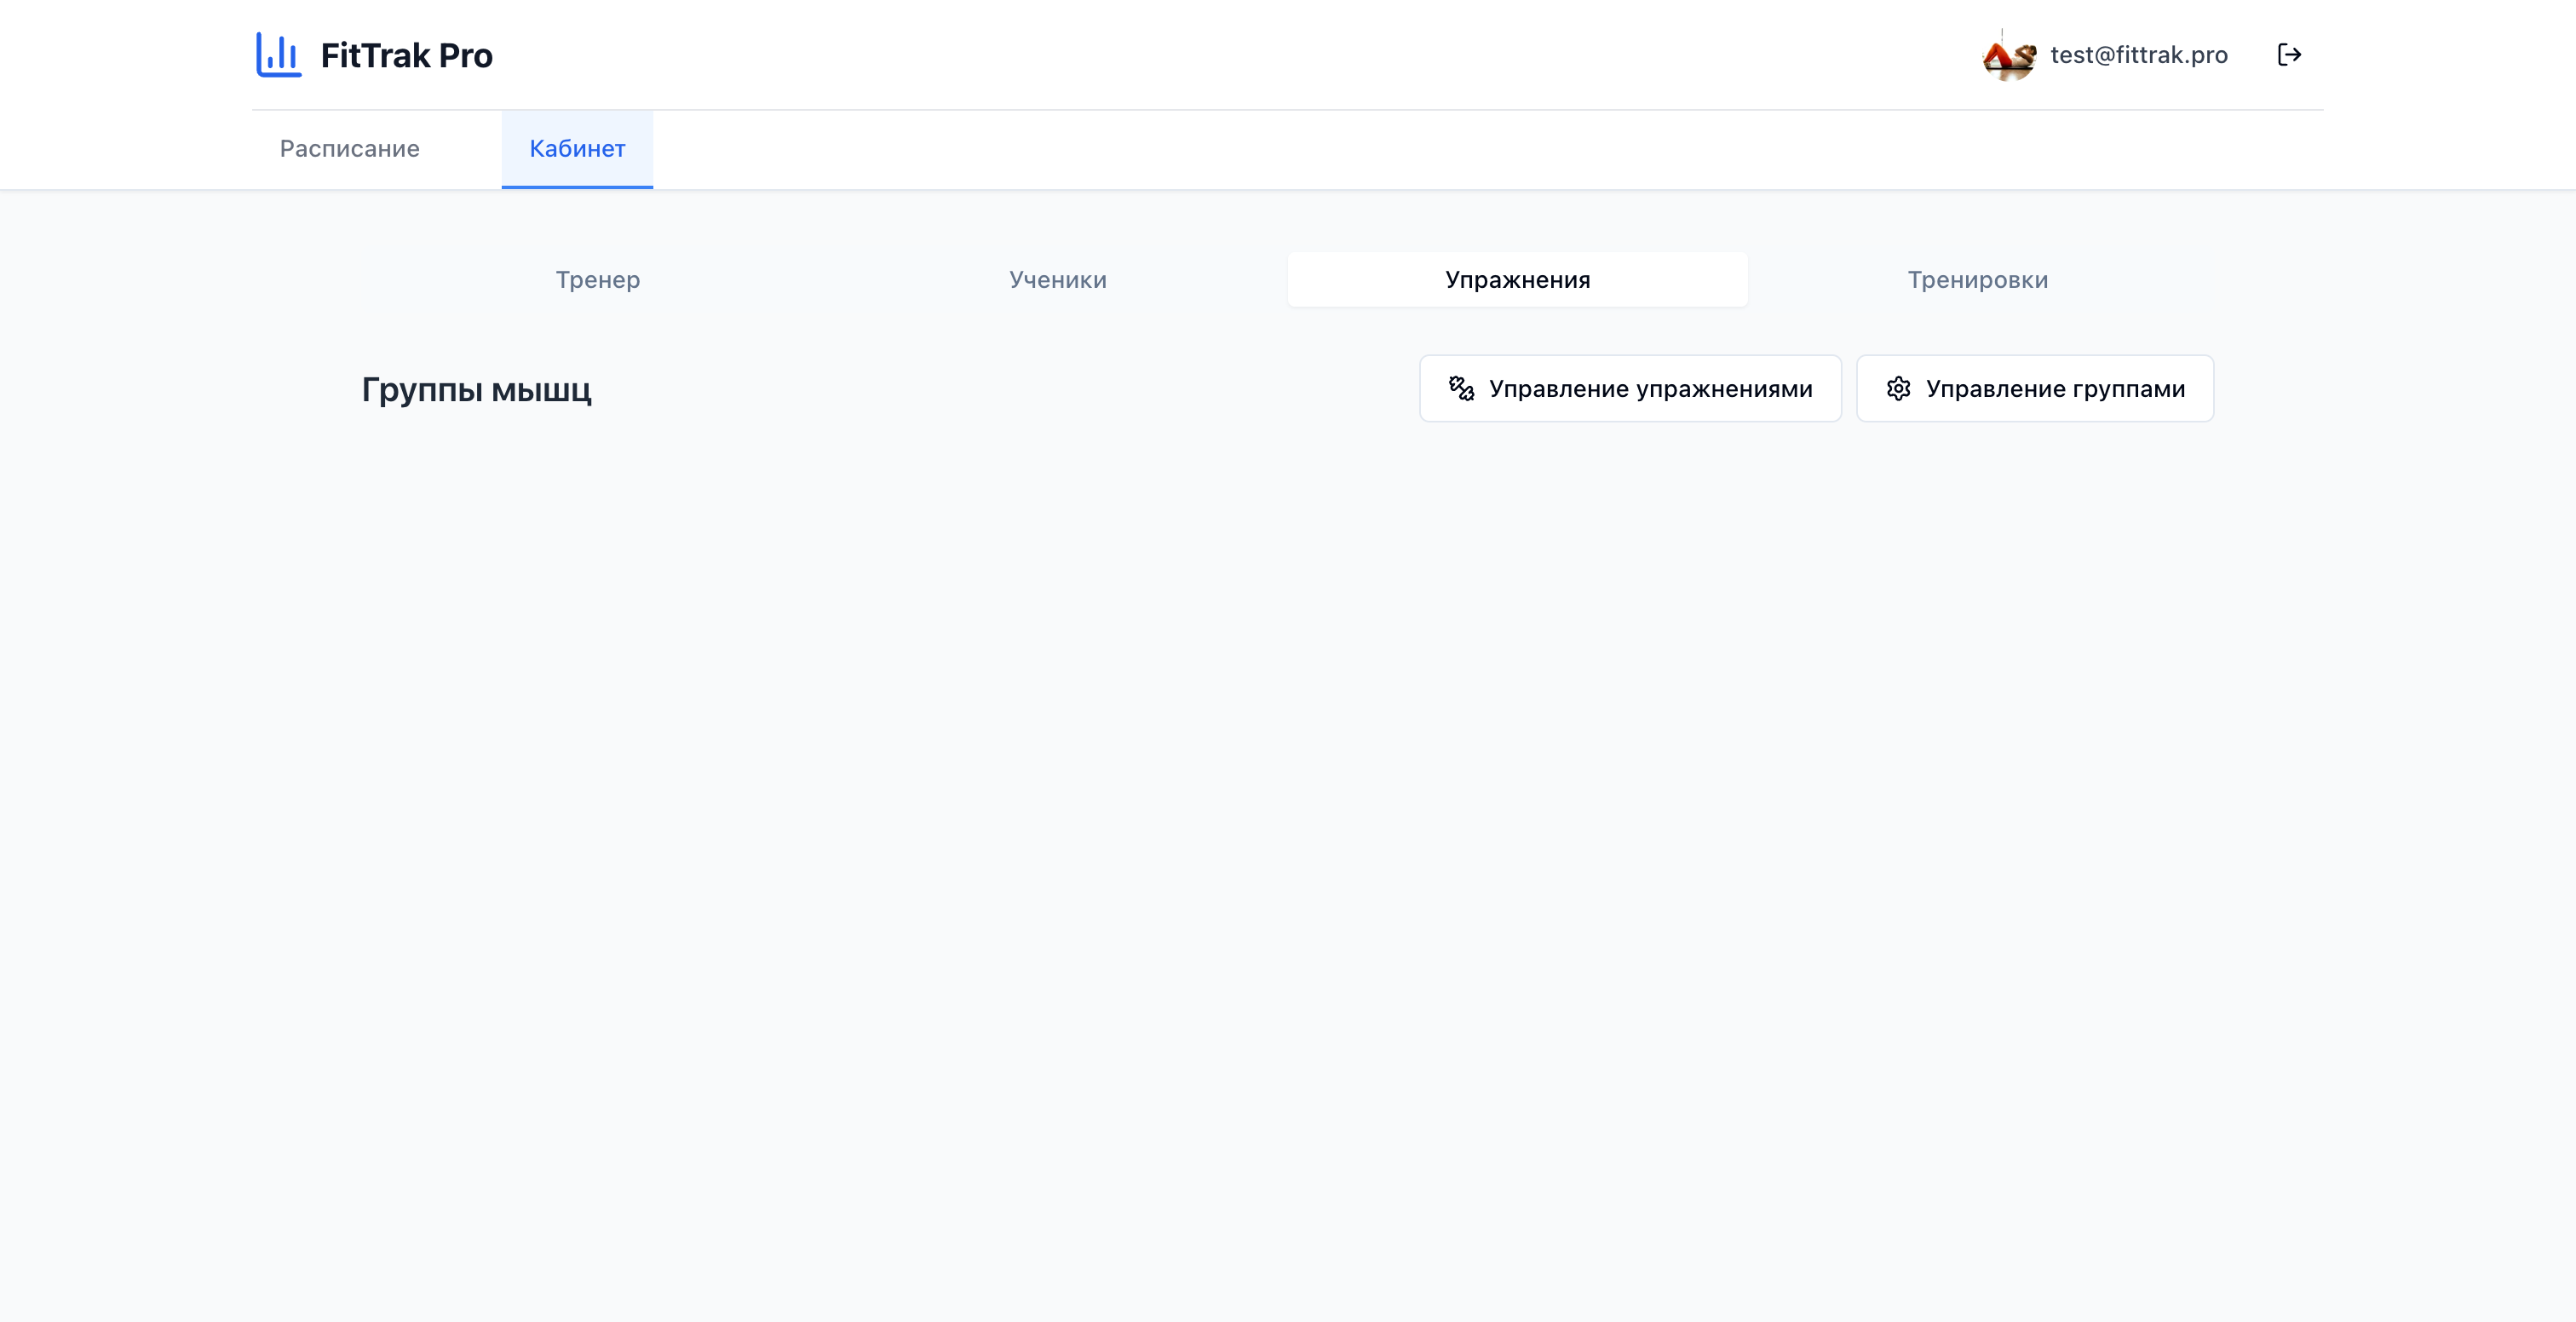 FitTrak Pro
test@fittrak.pro
Расписание
Кабинет
Тренер
Ученики
Упражнения
Тренировки
Группы мышц
Управление упражнениями
Управление группами